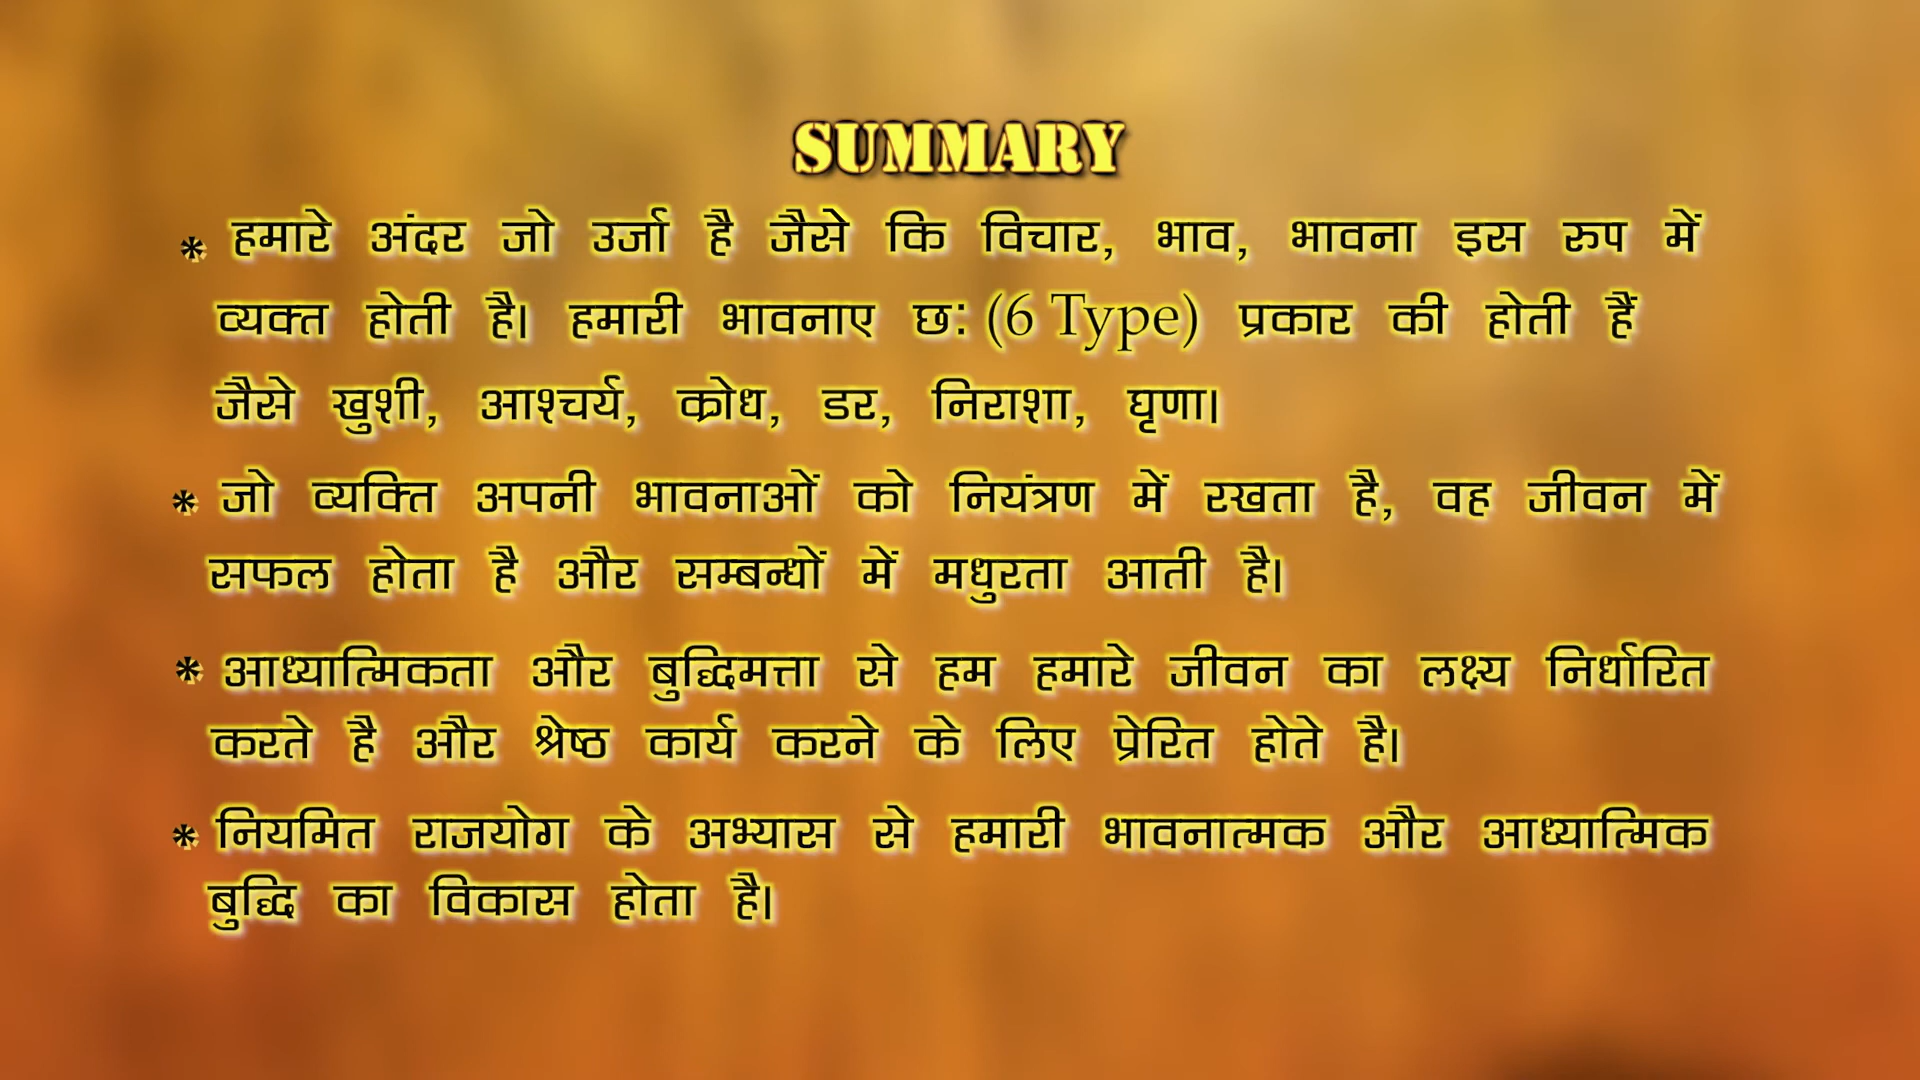 SUMMARY
* हमारे अंदर जो उर्जा है जैसे कि विचार, भाव, भावना इस रुप में
व्यक्त होती है। हमारी भावनाए छः (6 Type) प्रकार की होती हैं
जैसे खुशी, आश्चर्य, क्रोध, डर, निराशा, घृणा।
* जो व्यक्ति अपनी भावनाओं को नियंत्रण में रखता है, वह जीवन में
सफल होता है और सम्बन्धों में मधुरता आती है।
* आध्यात्मिकता और बुद्धिमत्ता से हम हमारे जीवन का लक्ष्य निर्धारित
करते है और श्रेष्ठ कार्य करने के लिए प्रेरित होते है।
* नियमित राजयोग के अभ्यास से हमारी भावनात्मक और आध्यात्मिक
बुद्धि का विकास होता है।